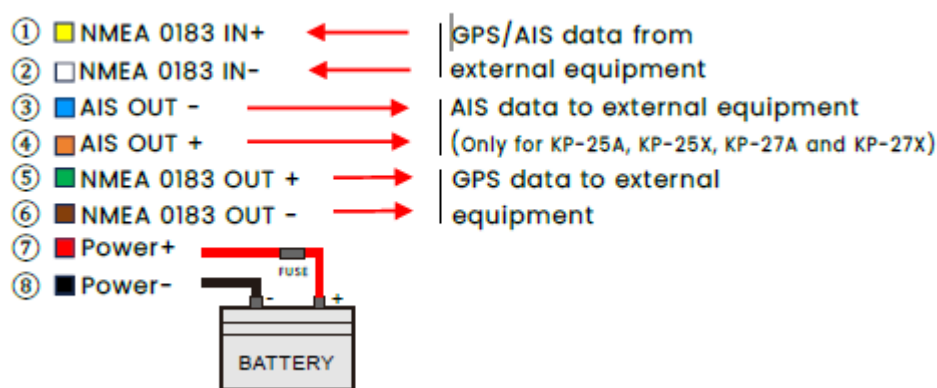 ① NMEA 0183 IN+
GPS/AIS data from
② NMEA 0183 IN-
external equipment
③ AIS OUT -
AIS data to external equipment
④ AIS OUT +
(Only for KP-25A, KP-25X, KP-27A and KP-27X)
⑤ NMEA 0183 OUT +
GPS data to external
⑥ NMEA 0183 OUT -
equipment
⑦ Power+
FUSE
⑧ Power-
- +
BATTERY